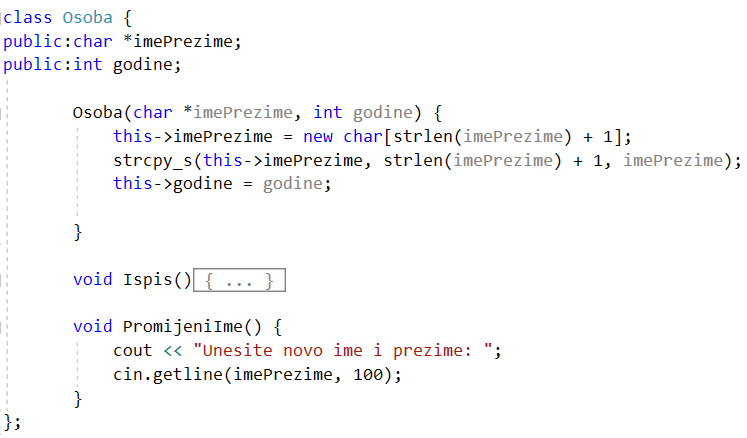 class Osoba {
public:char *imePrezime;
public:int godine;
Osoba(char *imePrezime, int godine) {
this->imePrezime = new char[strlen(imePrezime) + 1];
strcpy_s(this->imePrezime, strlen(imePrezime) + 1, imePrezime);
this->godine = godine;
}
void Ispis(){ ... }
void PromijeniIme() {
cout << "Unesite novo ime i prezime: ";
cin.getline(imePrezime, 100);
}
};